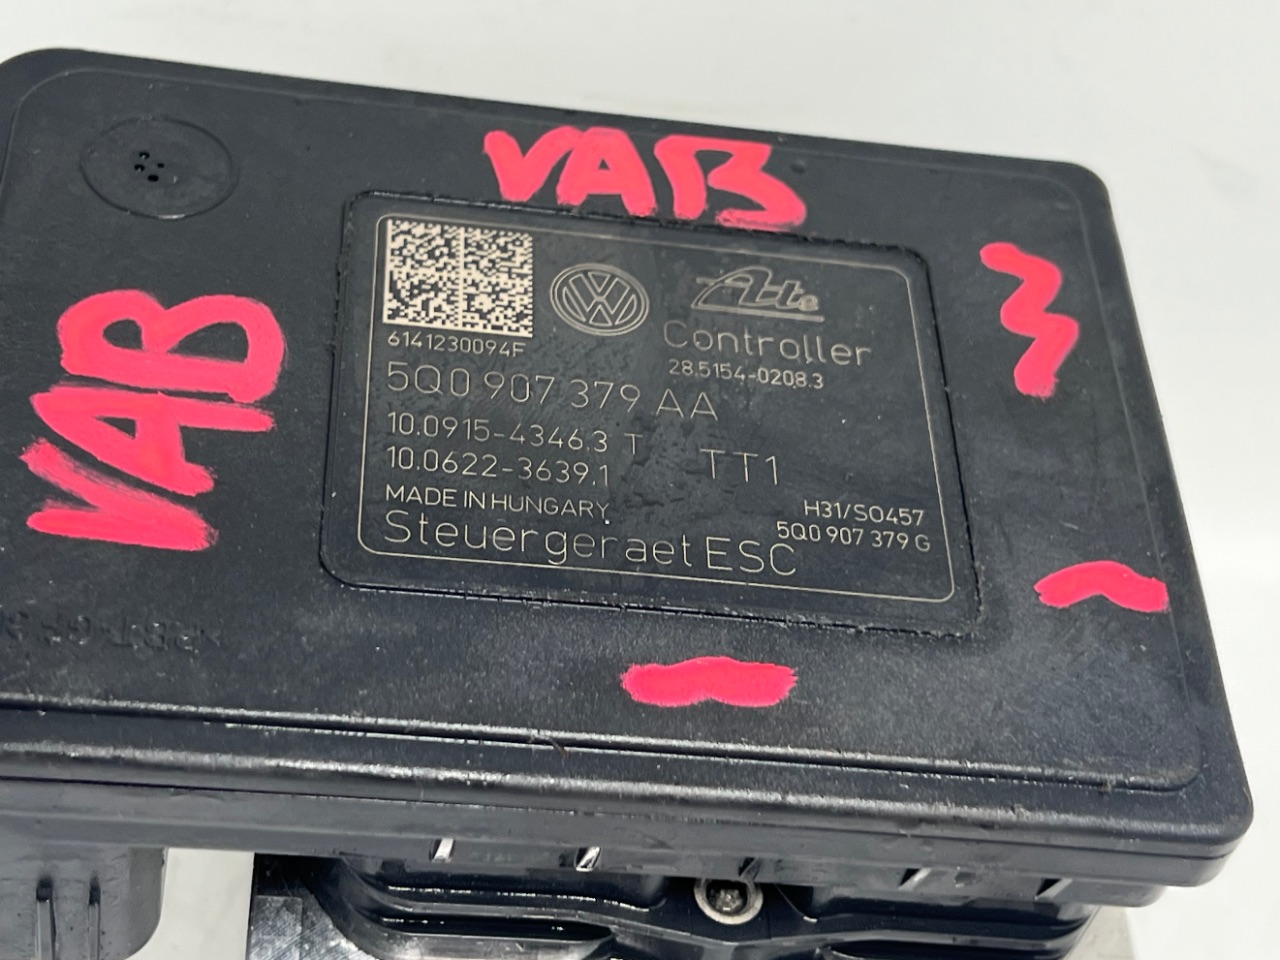 VAB
VAB
Ate
6141230094F
Controller
28.5154-0208.3
5Q0 907 379 AA
10.0915-4346.3 T
10.0622-3639.1
TT1
MADE IN HUNGARY
H31/S0457
5Q0 907 379 G
Steuergeraet ESC